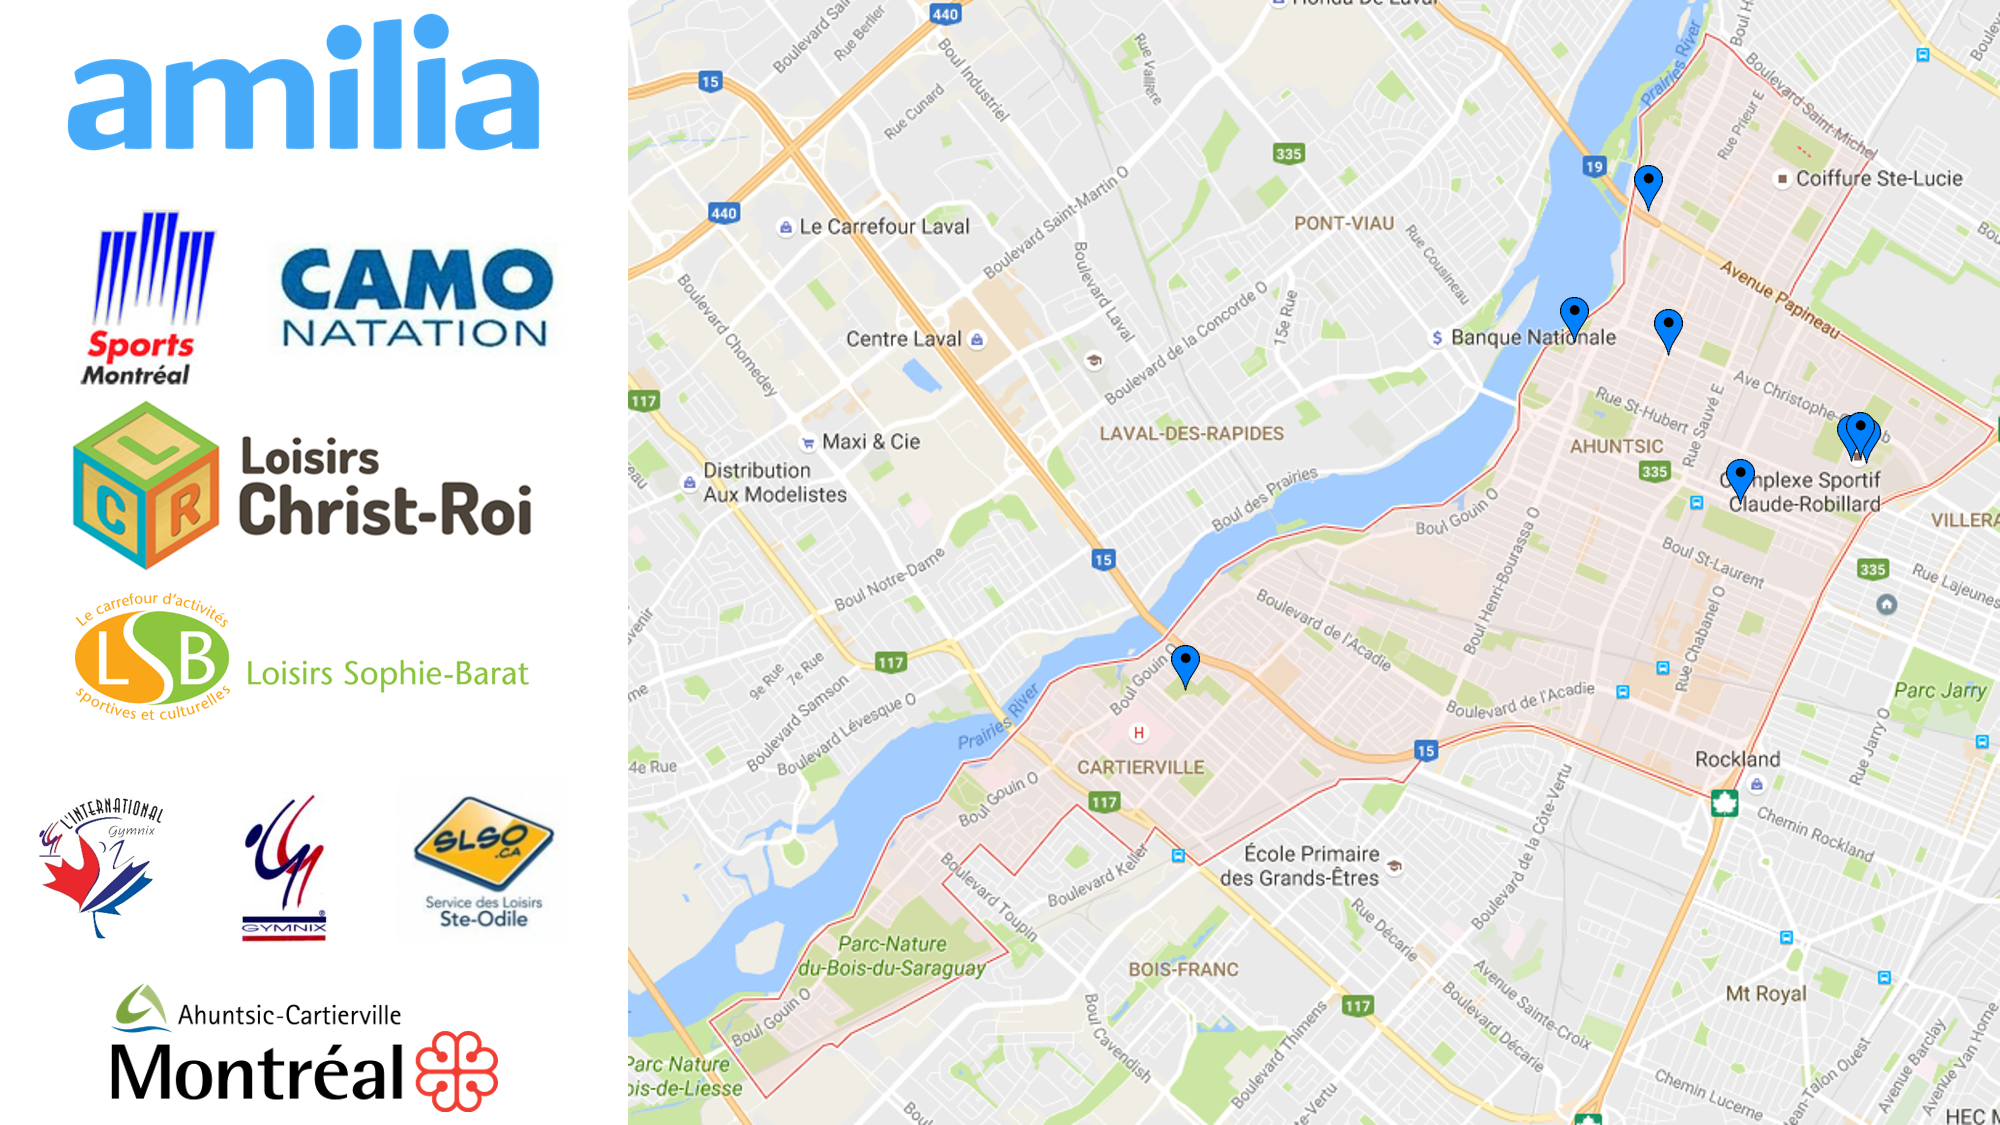 amilia
Sports
Montréal
CAMO
NATATION
L
C R
Loisirs
Christ-Roi
Le carrefour d'activités
LSB
sportives et culturelles
Loisirs Sophie-Barat
L'INTERNATIONAL
Gymnix
GYMNIX
SLSO
.CA
Service des Loisirs
Ste-Odile
Ahuntsic-Cartierville
Montréal
440
Honda De Laval
Boulevard Saint-Michel
Rue Berlier
Boul Industriel
Rue Vallière
Prairies River
15
Rue Cunard
Rue Prieur E
335
19
Coiffure Ste-Lucie
440
Le Carrefour Laval
Boulevard Saint-Martin O
PONT-VIAU
Rue Cousineau
Boulevard Laval
Avenue Papineau
Boulevard Chomedey
Boulevard de la Concorde O
15e Rue
Centre Laval
Banque Nationale
117
Ave Christophe-C
Rue St-Hubert
Rue Sauvé E
Maxi & Cie
LAVAL-DES-RAPIDES
AHUNTSIC
335
Distribution
Aux Modelistes
Complexe Sportif
Claude-Robillard
Boul des Prairies
Boul Gouin O
VILLERA
Boul Henri-Bourassa O
Boul St-Laurent
15
Boul Notre-Dame
335
Rue Lajeunes
Boulevard de l'Acadie
Rue Chabanel O
117
9e Rue
7e Rue
Boul Gouin O
Boulevard Samson
Boulevard Lévesque O
Prairies River
Boulevard de l'Acadie
Parc Jarry
Rue Jarry O
15
Rockland
4e Rue
H
CARTIERVILLE
Boul Gouin O
117
Boulevard de la Côte-Vertu
Chemin Rockland
École Primaire
des Grands-Êtres
Boulevard Keller
Boulevard Toupin
Rue Décarie
Parc-Nature
du-Bois-du-Saraguay
BOIS-FRANC
Avenue Sainte-Croix
Mt Royal
Boul Gouin O
117
Boulevard Décarie
Boul Cavendish
Boulevard Thimens
Parc Nature
ois-de-Liesse
Chemin Lucerne
ean-Talon Ouest
Avenue Barclay
Avenue Van Horne
Boul
te-Vertu
HEC M